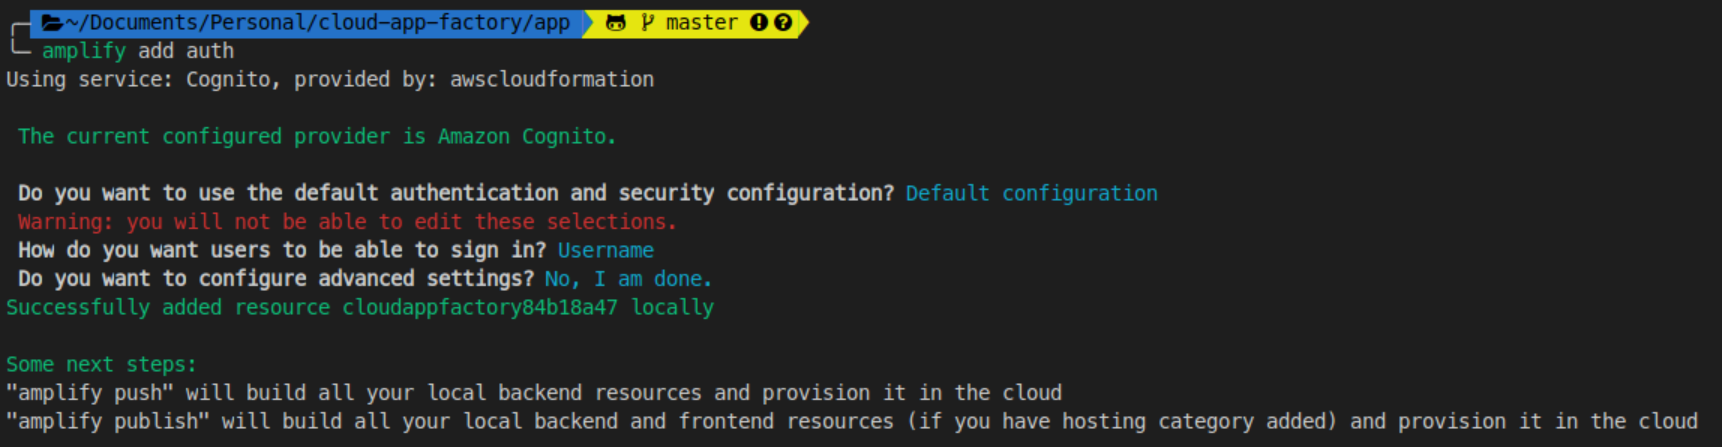 ~/Documents/Personal/cloud-app-factory/app master
amplify add auth
Using service: Cognito, provided by: awscloudformation
The current configured provider is Amazon Cognito.
Do you want to use the default authentication and security configuration? Default configuration
Warning: you will not be able to edit these selections.
How do you want users to be able to sign in? Username
Do you want to configure advanced settings? No, I am done.
Successfully added resource cloudappfactory84b18a47 locally
Some next steps:
"amplify push" will build all your local backend resources and provision it in the cloud
"amplify publish" will build all your local backend and frontend resources (if you have hosting category added) and provision it in the cloud